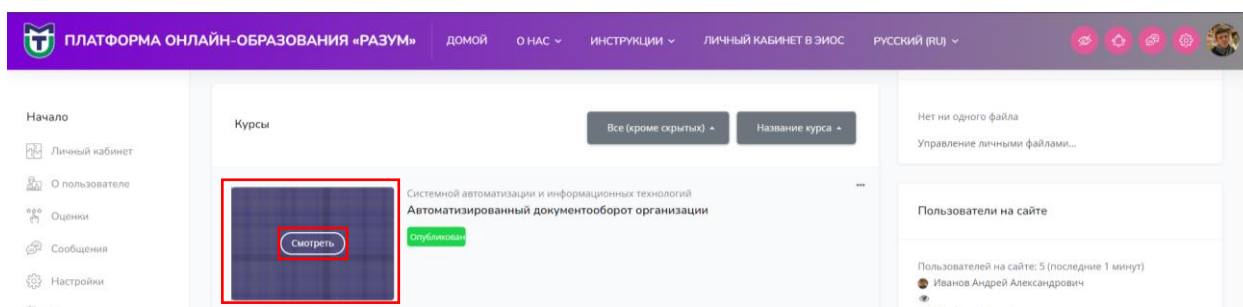 ПЛАТФОРМА ОНЛАЙН-ОБРАЗОВАНИЯ «РАЗУМ»
ДОМОЙ
О НАС
ИНСТРУКЦИИ
ЛИЧНЫЙ КАБИНЕТ В ЭИОС
РУССКИЙ (RU)
Начало
Личный кабинет
О пользователе
Оценки
Сообщения
Настройки
Курсы
Все (кроме скрытых)
Название курса
Смотреть
Системной автоматизации и информационных технологий
Автоматизированный документооборот организации
Опубликован
Нет ни одного файла
Управление личными файлами...
Пользователи на сайте
Пользователей на сайте: 5 (последние 1 минут)
Иванов Андрей Александрович